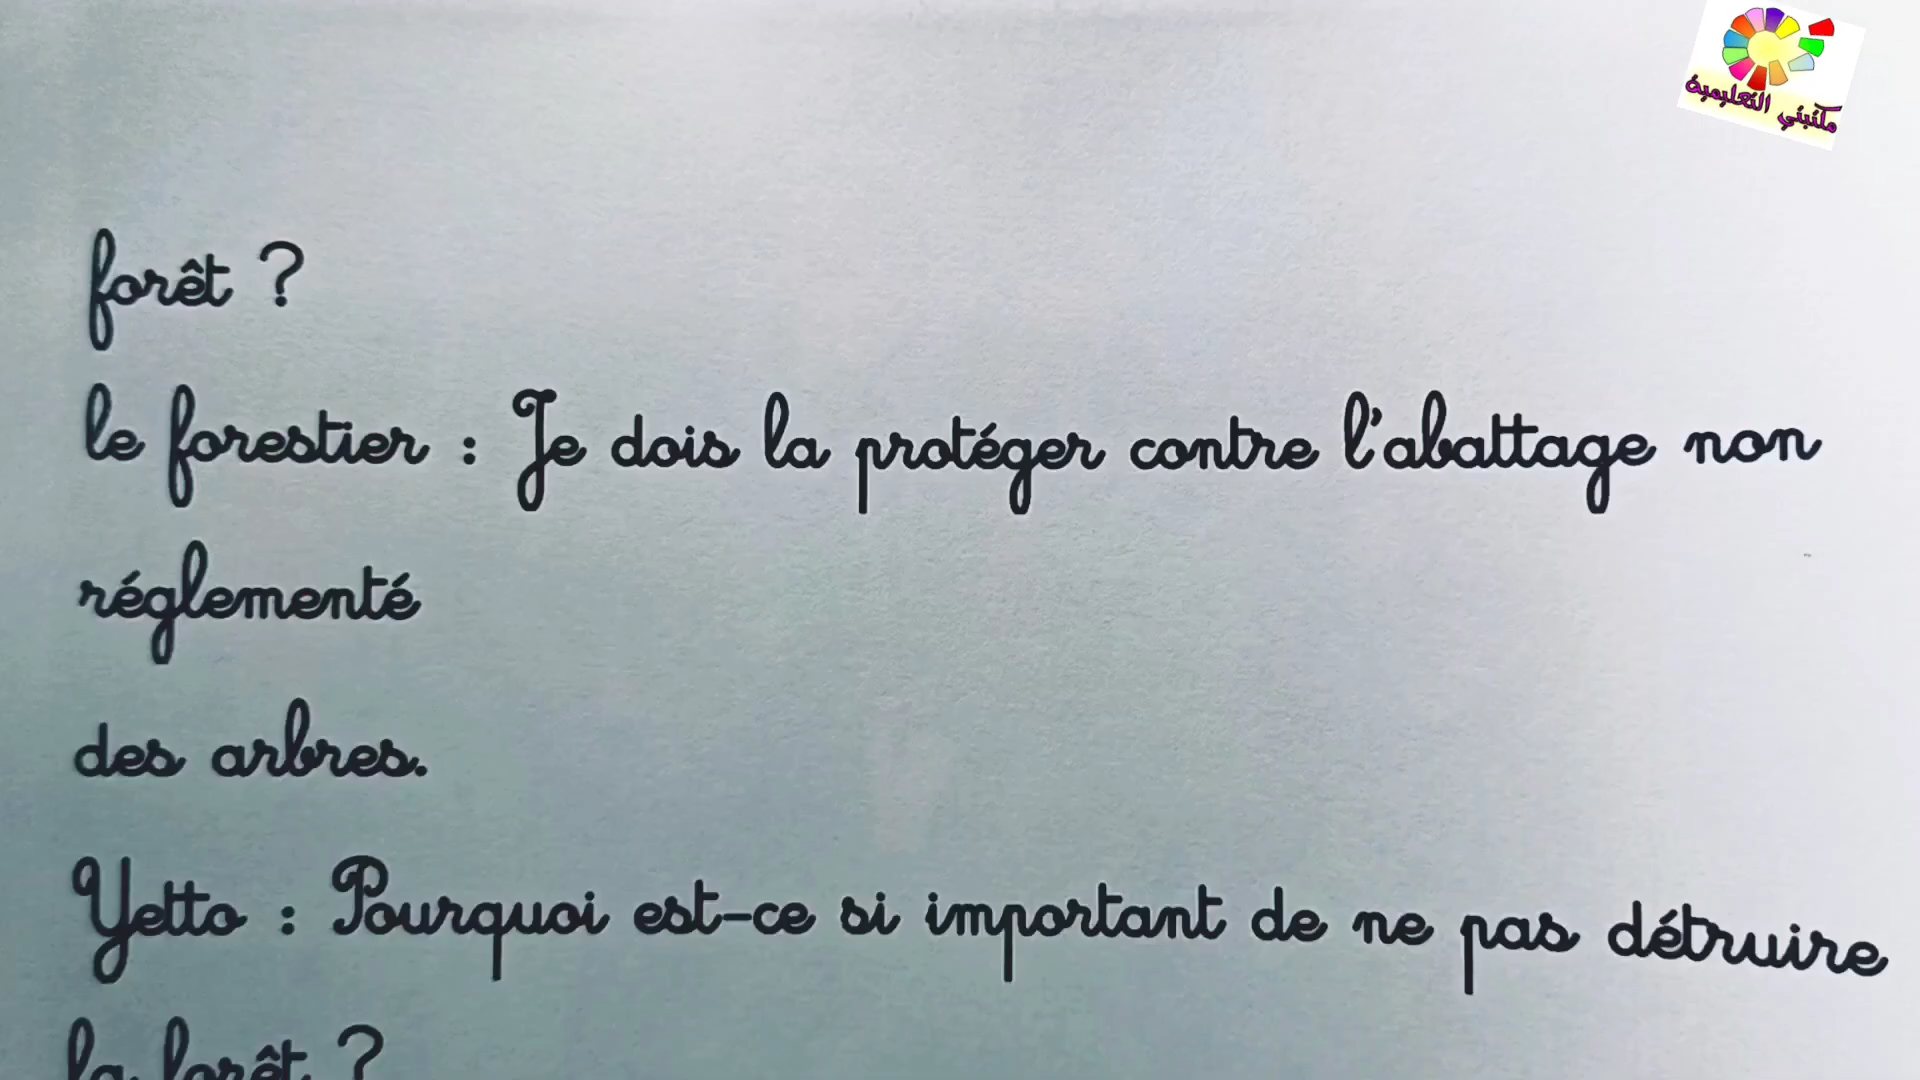 مكتبتي التعليمية
forêt ?
le forestier : Je dois la protéger contre l'abattage non
réglementé
des arbres.
Yetto : Pourquoi est-ce si important de ne pas détruire
la forêt ?